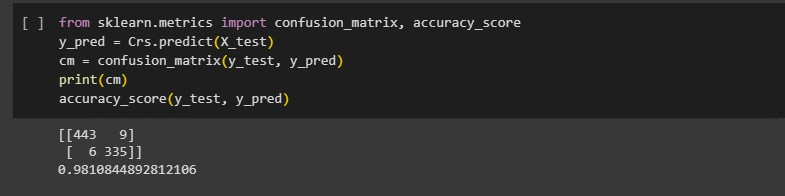 [ ] from sklearn.metrics import confusion_matrix, accuracy_score
y_pred = Crs.predict(X_test)
cm = confusion_matrix(y_test, y_pred)
print(cm)
accuracy_score(y_test, y_pred)
[[443   9]
 [  6 335]]
0.9810844892812106